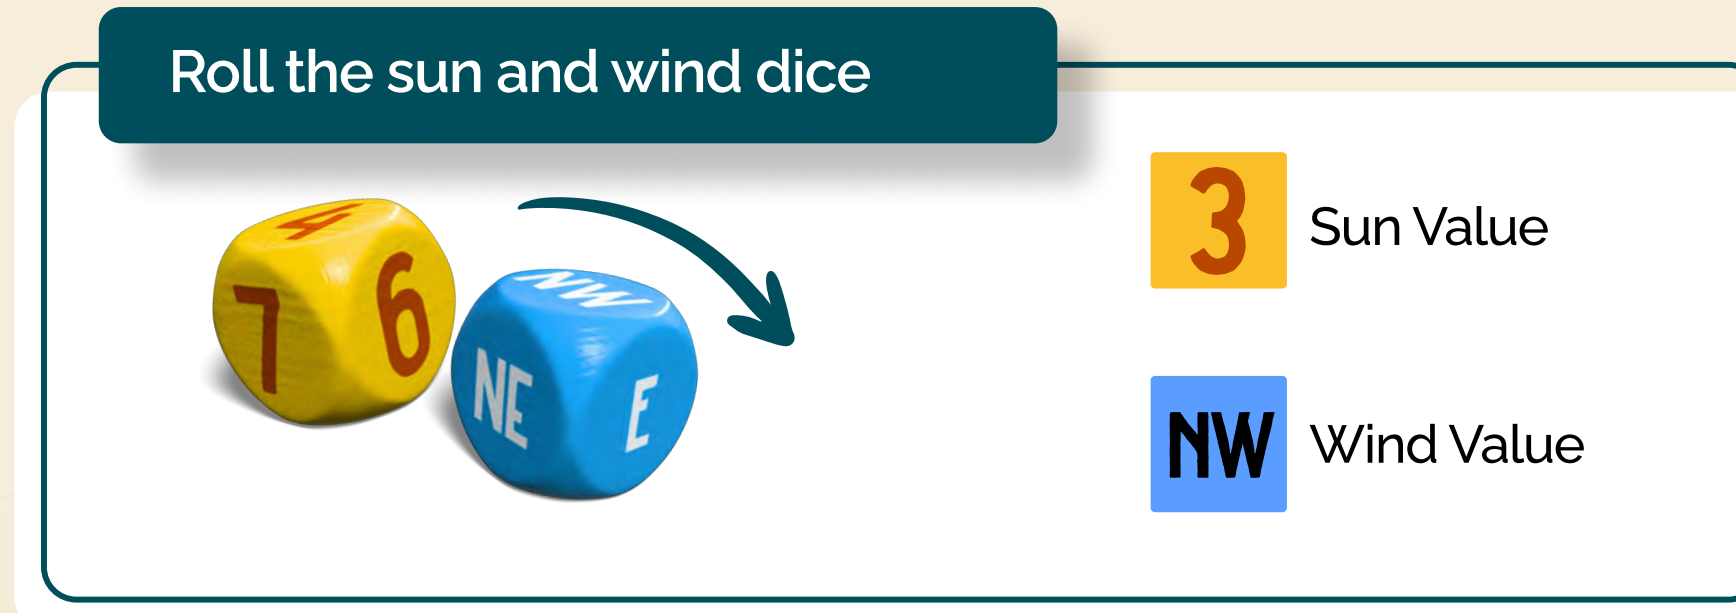 Roll the sun and wind dice
4
7
6
NW
NE
E
3
Sun Value
NW
Wind Value